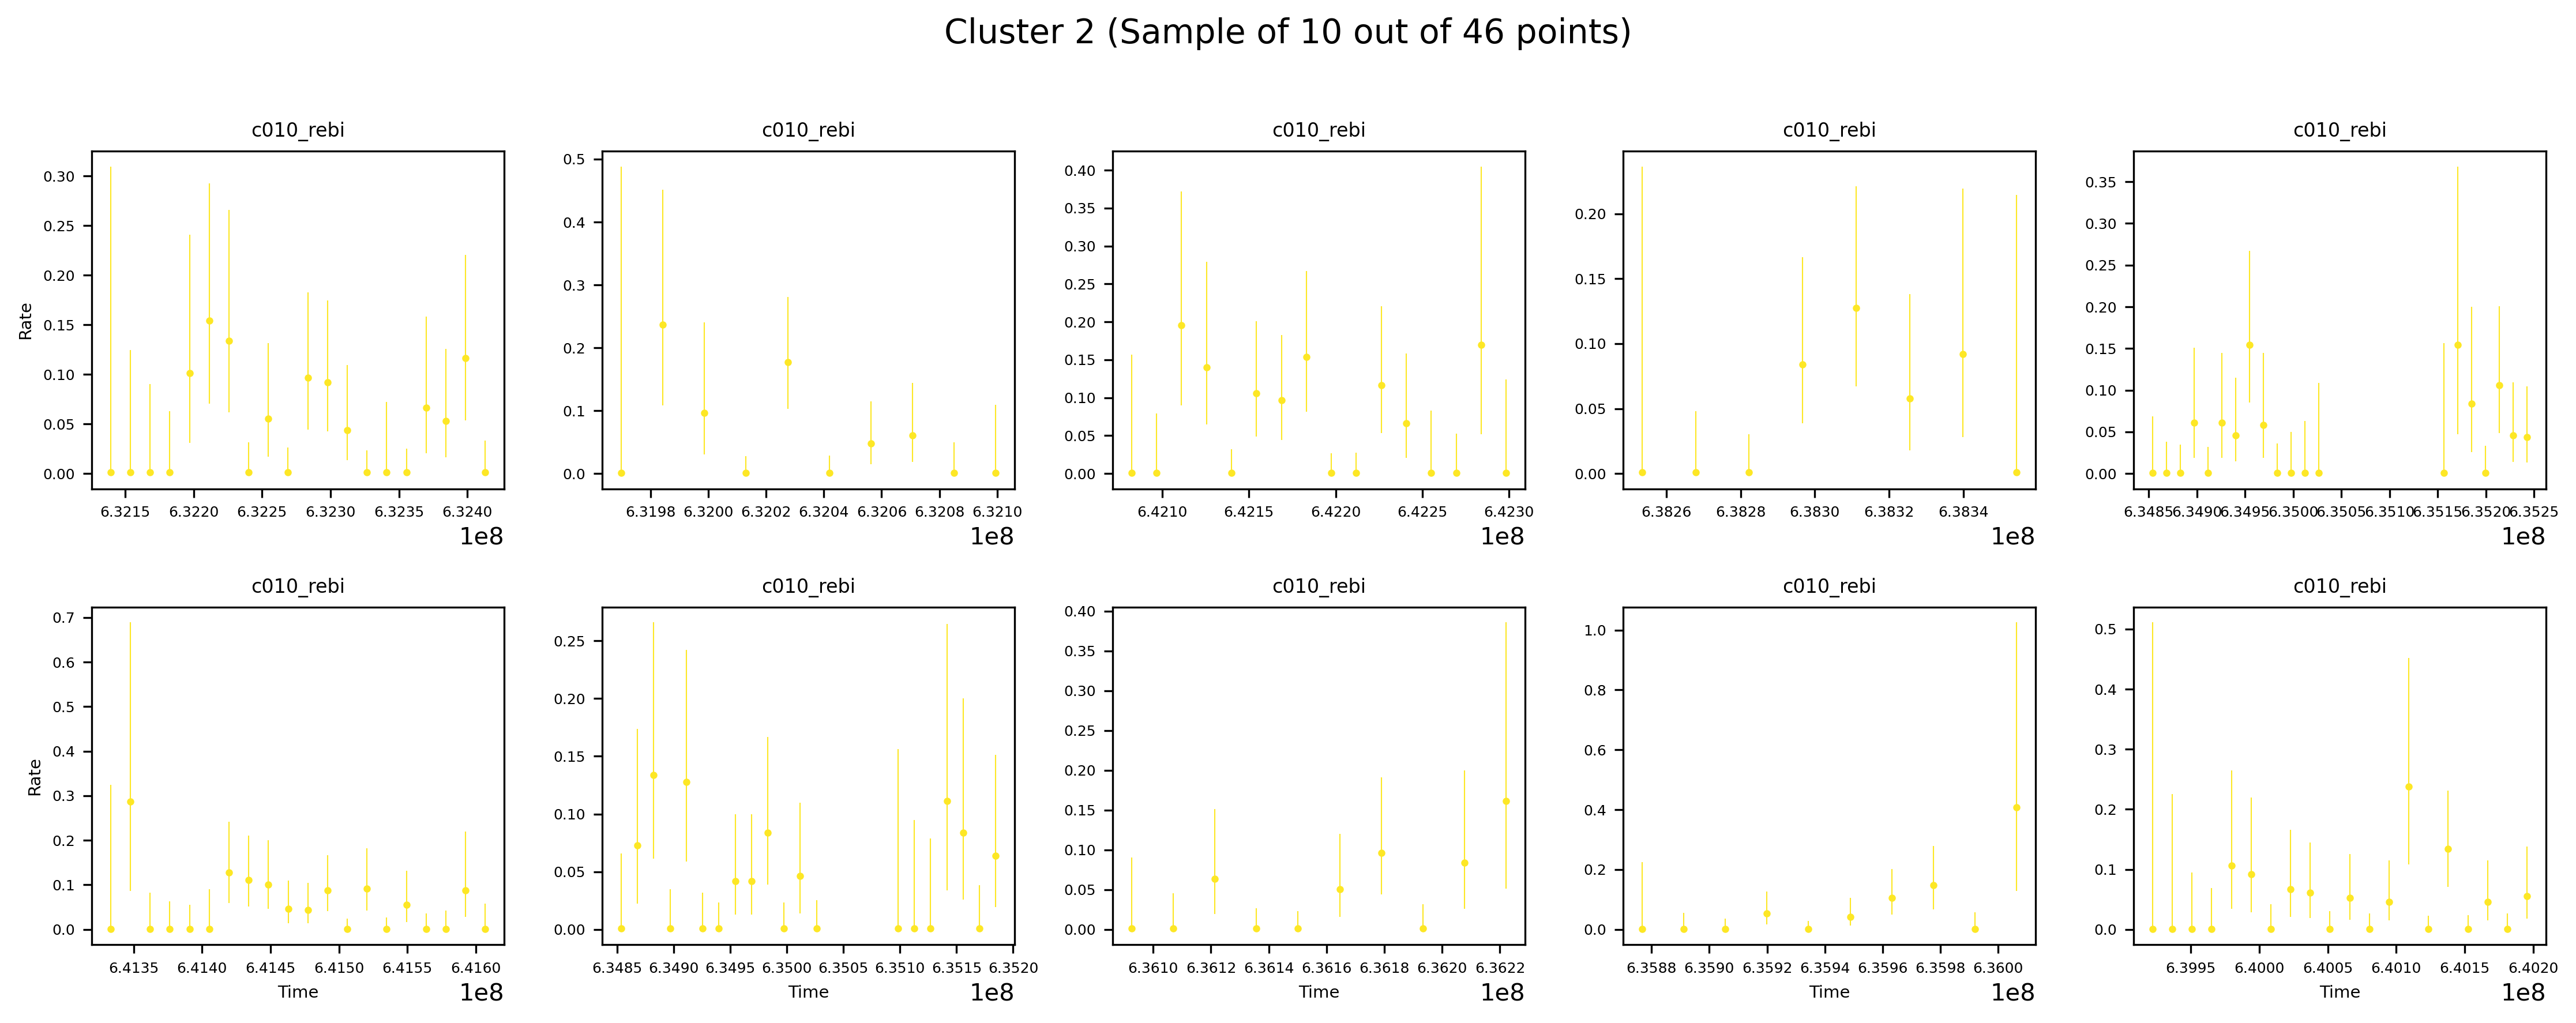 Cluster 2 (Sample of 10 out of 46 points)
c010_rebi c010_rebi c010_rebi c010_rebi c010_rebi
Rate
0.30
0.25
0.20
0.15
0.10
0.05
0.00
6.3215 6.3220 6.3225 6.3230 6.3235 6.3240
1e8
0.5
0.4
0.3
0.2
0.1
0.0
6.3198 6.3200 6.3202 6.3204 6.3206 6.3208 6.3210
1e8
0.40
0.35
0.30
0.25
0.20
0.15
0.10
0.05
0.00
6.4210 6.4215 6.4220 6.4225 6.4230
1e8
0.20
0.15
0.10
0.05
0.00
6.3826 6.3828 6.3830 6.3832 6.3834
1e8
0.35
0.30
0.25
0.20
0.15
0.10
0.05
0.00
6.3485 6.3490 6.3495 6.3500 6.3505 6.3510 6.3515 6.3520 6.3525
1e8
c010_rebi c010_rebi c010_rebi c010_rebi c010_rebi
Rate
0.7
0.6
0.5
0.4
0.3
0.2
0.1
0.0
6.4135 6.4140 6.4145 6.4150 6.4155 6.4160
Time
1e8
0.25
0.20
0.15
0.10
0.05
0.00
6.3485 6.3490 6.3495 6.3500 6.3505 6.3510 6.3515 6.3520
Time
1e8
0.40
0.35
0.30
0.25
0.20
0.15
0.10
0.05
0.00
6.3610 6.3612 6.3614 6.3616 6.3618 6.3620 6.3622
Time
1e8
1.0
0.8
0.6
0.4
0.2
0.0
6.3588 6.3590 6.3592 6.3594 6.3596 6.3598 6.3600
Time
1e8
0.5
0.4
0.3
0.2
0.1
0.0
6.3995 6.4000 6.4005 6.4010 6.4015 6.4020
Time
1e8